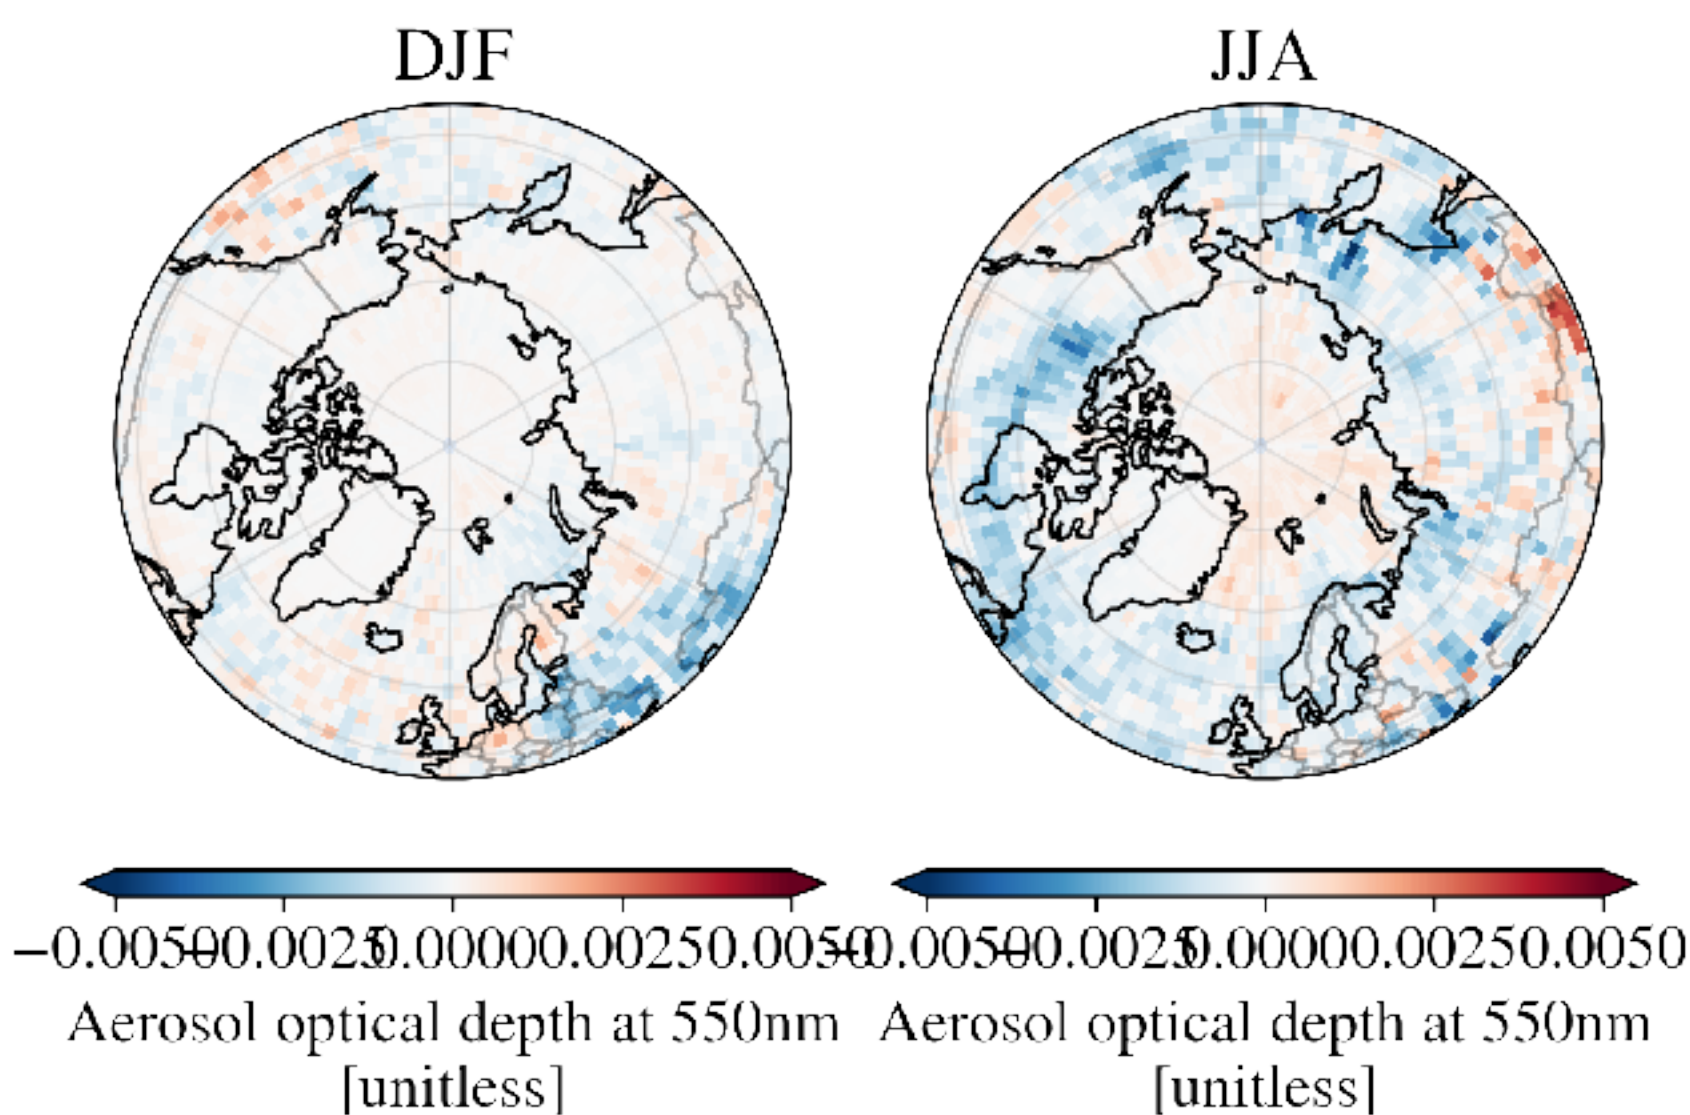 DJF JJA
−0.0050−0.0025 0.0000 0.0025 0.0050 −0.0050−0.0025 0.0000 0.0025 0.0050
Aerosol optical depth at 550nm Aerosol optical depth at 550nm
[unitless] [unitless]